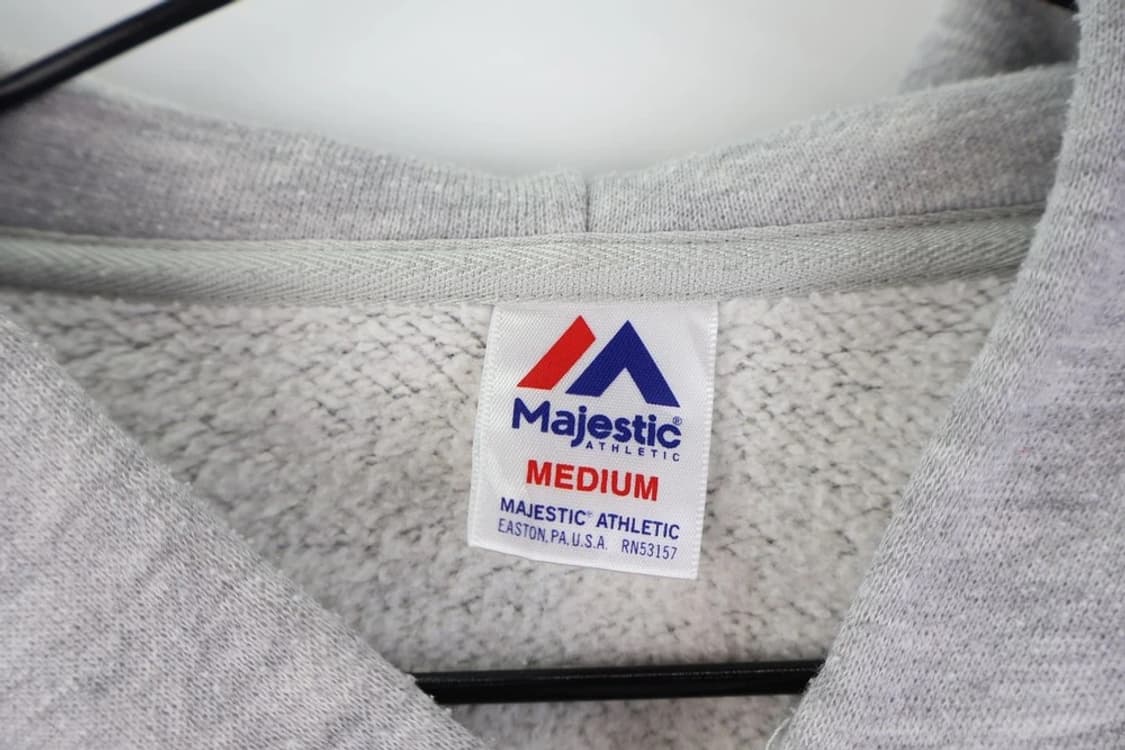 Majestic®
ATHLETIC
MEDIUM
MAJESTIC® ATHLETIC
EASTON, PA, U.S.A. RN53157